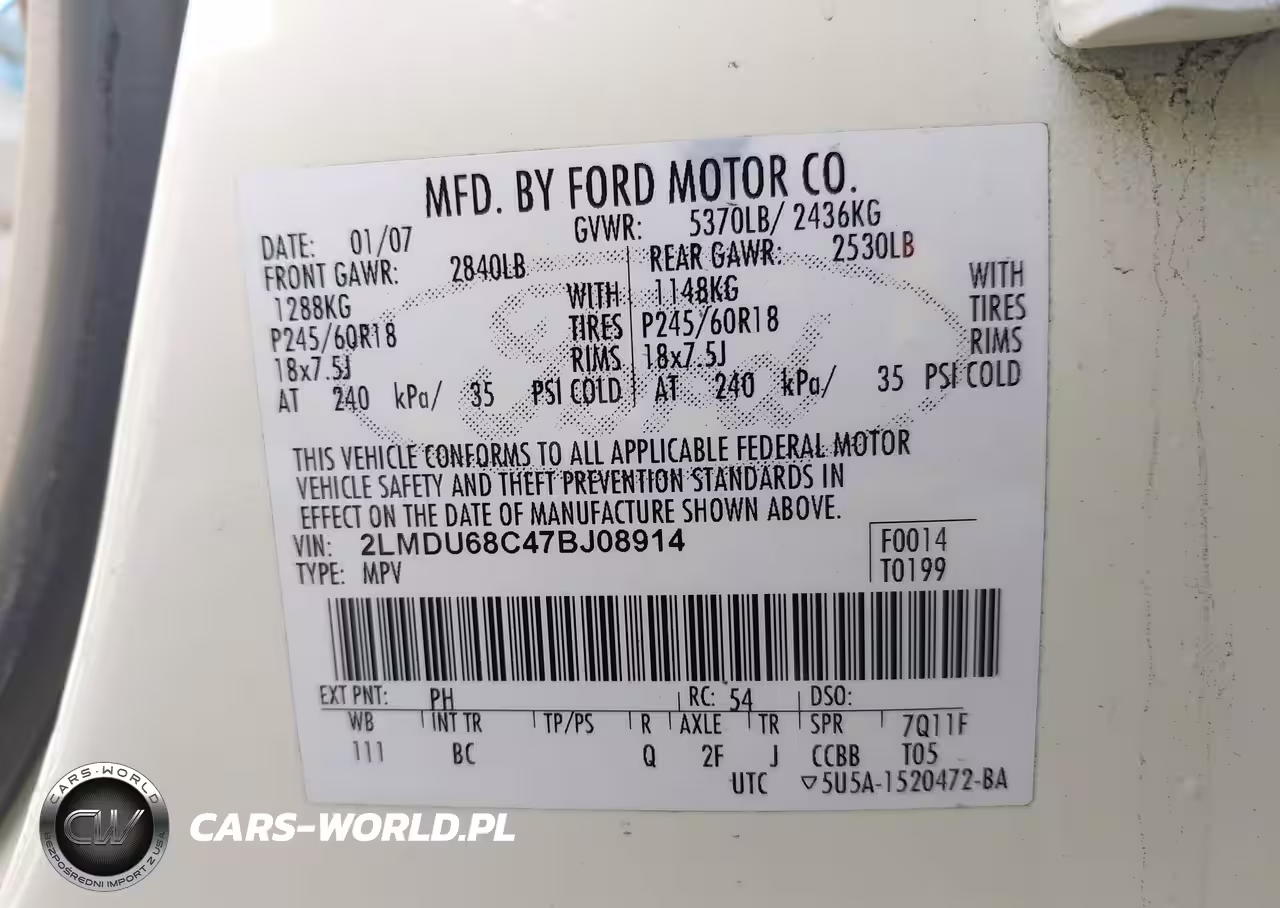 MFD. BY FORD MOTOR CO.
DATE: 01/07 GVWR: 5370LB/ 2436KG
FRONT GAWR: 2840LB REAR GAWR: 2530LB
1288KG WITH 1148KG WITH
P245/60R18 TIRES P245/60R18 TIRES
18x7.5J RIMS 18x7.5J RIMS
AT 240 kPa/ 35 PSI COLD AT 240 kPa/ 35 PSI COLD
THIS VEHICLE CONFORMS TO ALL APPLICABLE FEDERAL MOTOR
VEHICLE SAFETY AND THEFT PREVENTION STANDARDS IN
EFFECT ON THE DATE OF MANUFACTURE SHOWN ABOVE.
VIN: 2LMDU68C47BJ08914 F0014
TYPE: MPV T0199
EXT PNT: PH RC: 54 DSO:
WB INT TR TP/PS R AXLE TR SPR 7Q11F
111 BC Q 2F J CCBB T05
UTC ▽5U5A-1520472-BA
CARS-WORLD
CW
BEZPOŚREDNI IMPORT Z USA
CARS-WORLD.PL